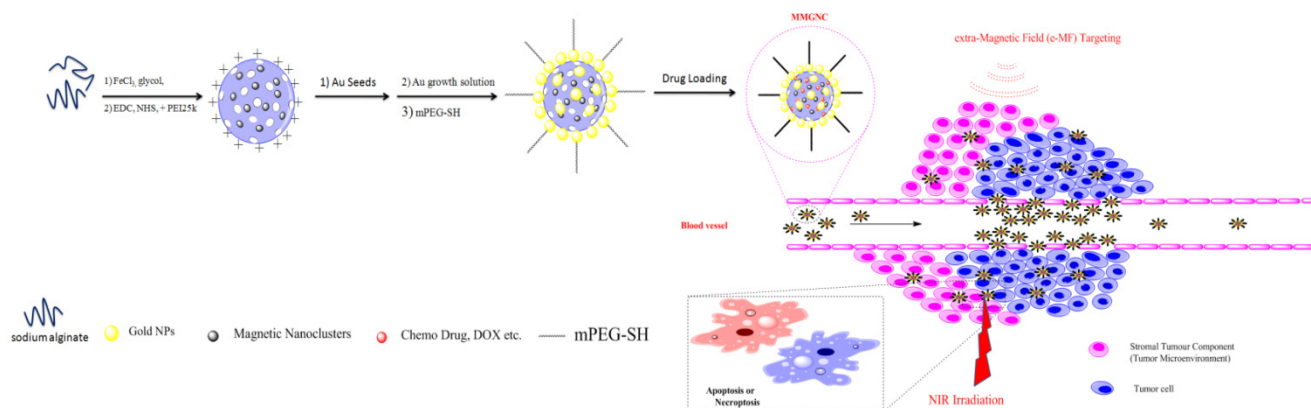 1) FeCl3, glycol,
2) EDC, NHS, + PEI25k
1) Au Seeds
2) Au growth solution
3) mPEG-SH
Drug Loading
MMGNC
extra-Magnetic Field (e-MF) Targeting
Blood vessel
sodium alginate
Gold NPs
Magnetic Nanoclusters
Chemo Drug, DOX etc.
mPEG-SH
Apoptosis or
Necroptosis
NIR Irradiation
Stromal Tumour Component
(Tumor Microenvironment)
Tumor cell